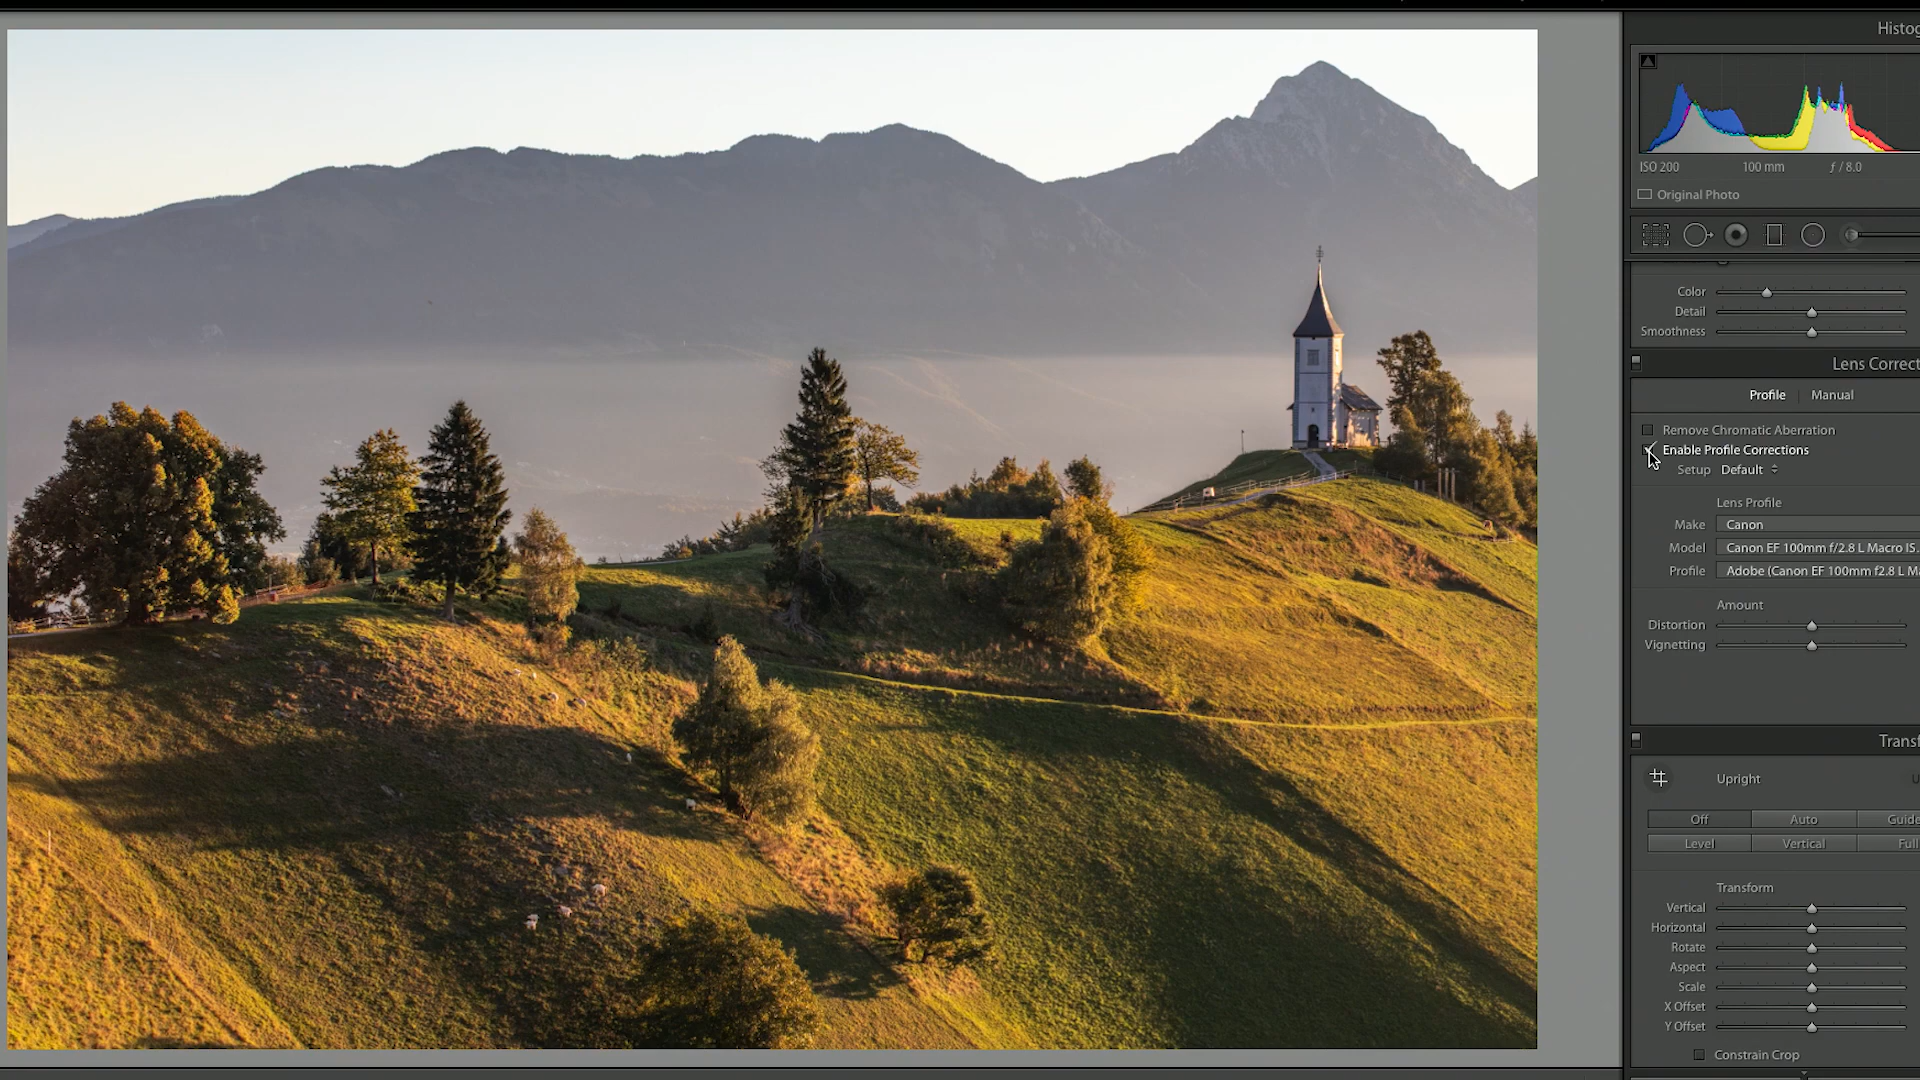 Histog
ISO 200 100 mm ƒ / 8.0
Original Photo
Color
Detail
Smoothness
Lens Correct
Profile | Manual
Remove Chromatic Aberration
Enable Profile Corrections
Setup Default
Lens Profile
Make Canon
Model Canon EF 100mm f/2.8 L Macro IS
Profile Adobe (Canon EF 100mm f2.8 L Ma
Amount
Distortion
Vignetting
Transf
Upright U
Off Auto Guide
Level Vertical Full
Transform
Vertical
Horizontal
Rotate
Aspect
Scale
X Offset
Y Offset
Constrain Crop